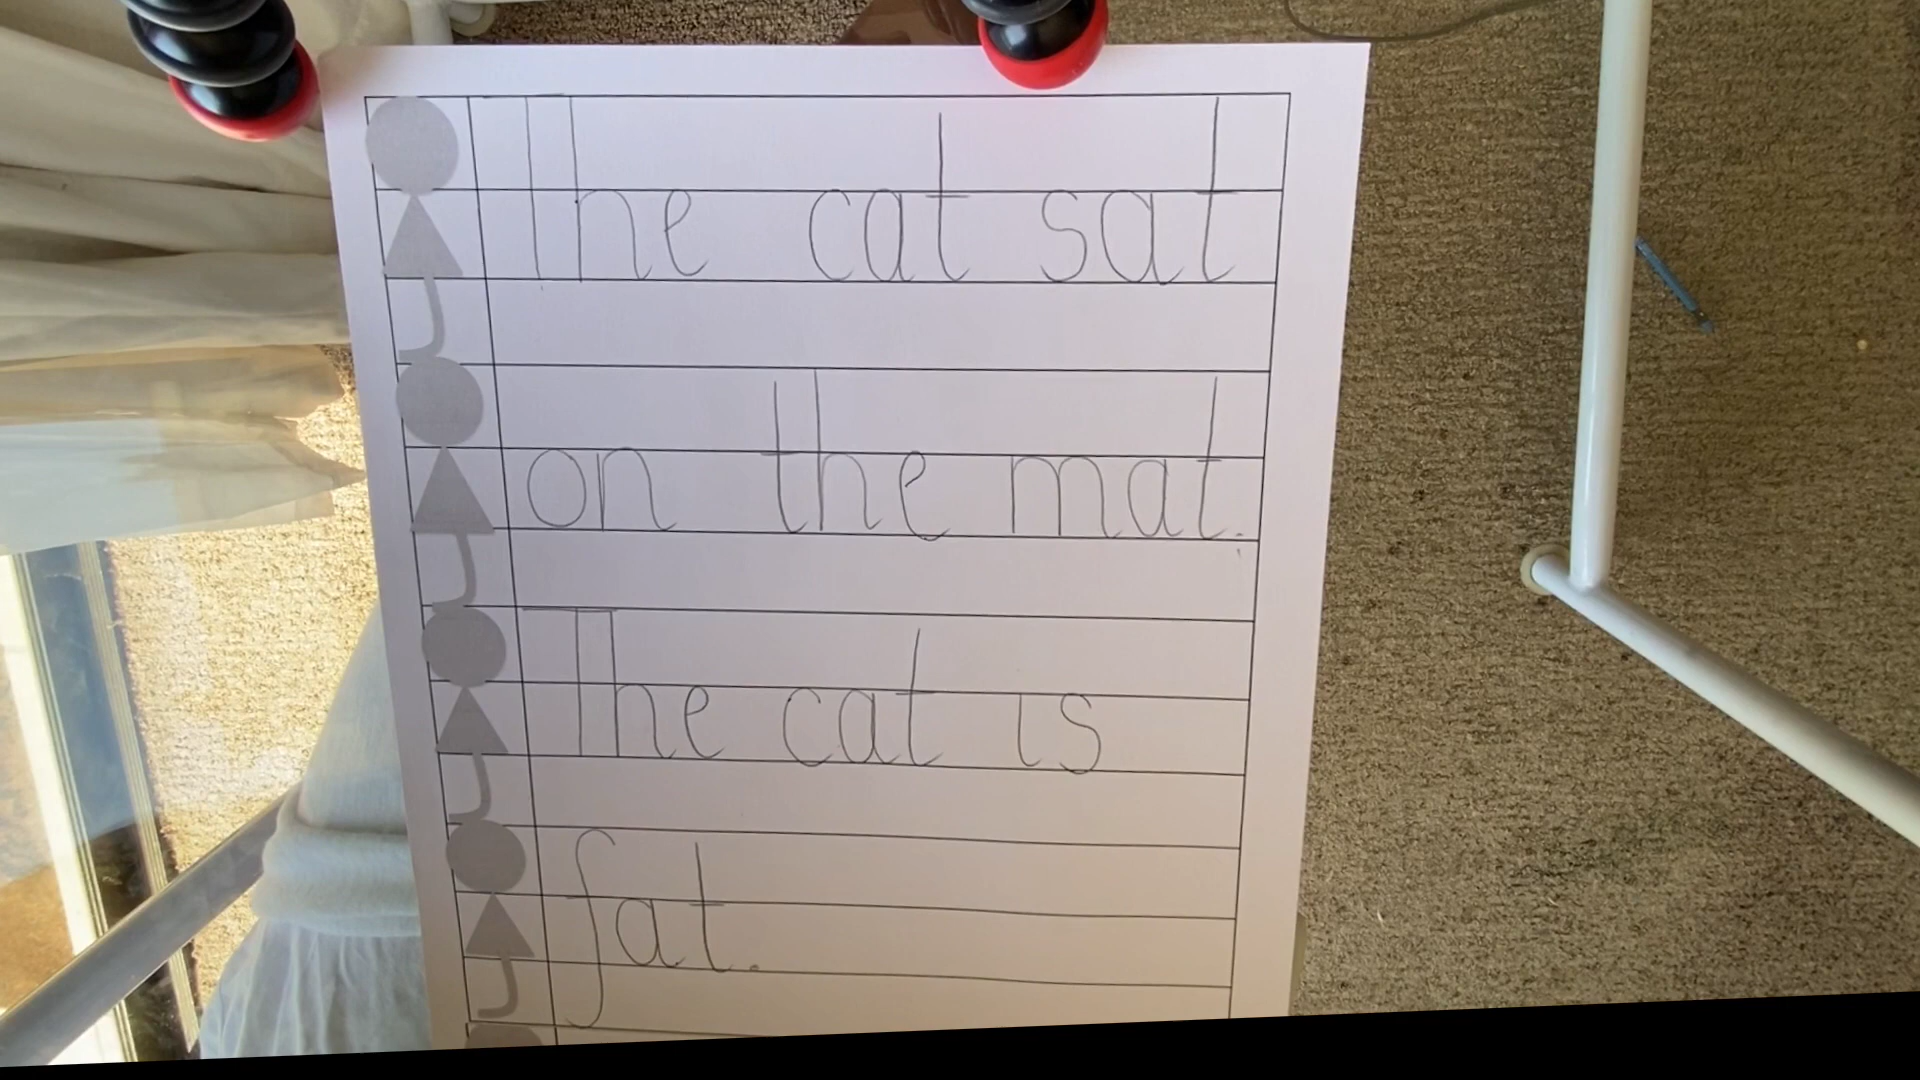 The cat sat
on the mat.
The cat is
fat.